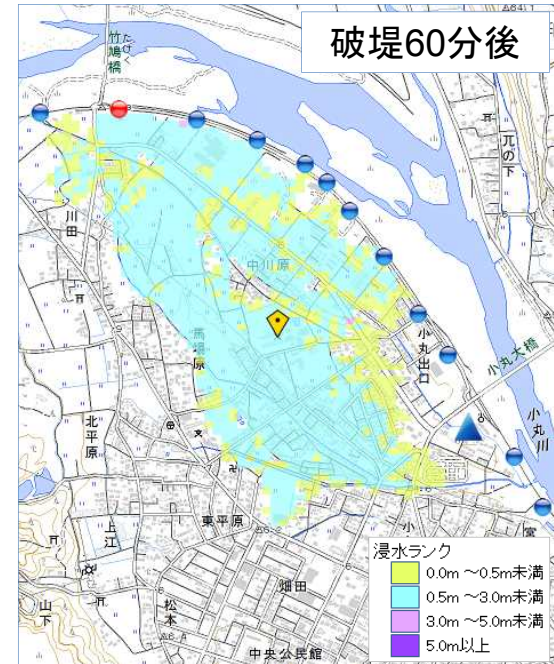 破堤60分後
竹鳩橋
たけ
元の下
川田
中川原
馬場原
小丸出口
小丸大橋
小丸川
北平原
東平原
上江
山下
松本
畑田
中央公民館
浸水ランク
0.0m ～0.5m未満
0.5m ～3.0m未満
3.0m ～5.0m未満
5.0m以上